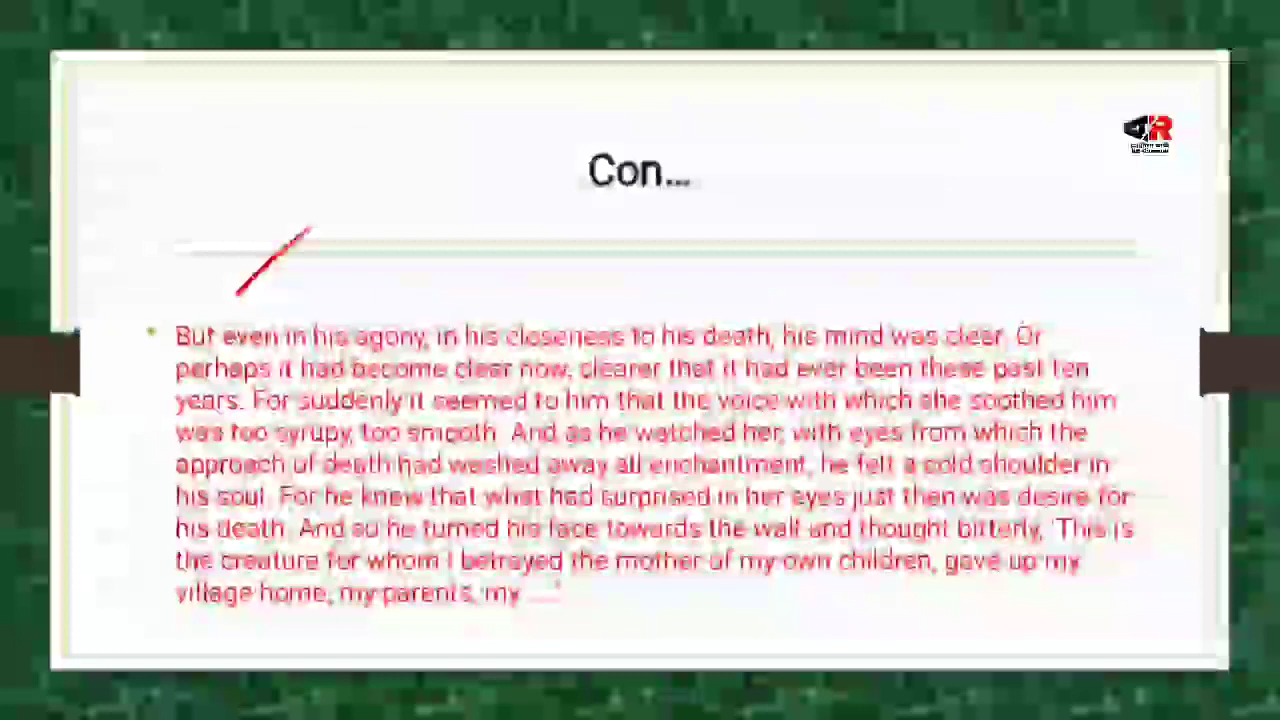 Con...
But even in his agony, in his closeness to his death, his mind was clear. Or
perhaps it had become clear now, clearer that it had ever been these past ten
years. For suddenly it seemed to him that the voice with which she soothed him
was too syrupy, too smooth. And as he watched her, with eyes from which the
approach of death had washed away all enchantment, he felt a cold shoulder in
his soul. For he knew that what had surprised in her eyes just then was desire for
his death. And so he turned his face towards the wall and thought bitterly, 'This is
the creature for whom I betrayed the mother of my own children, gave up my
village home, my parents, my ....'